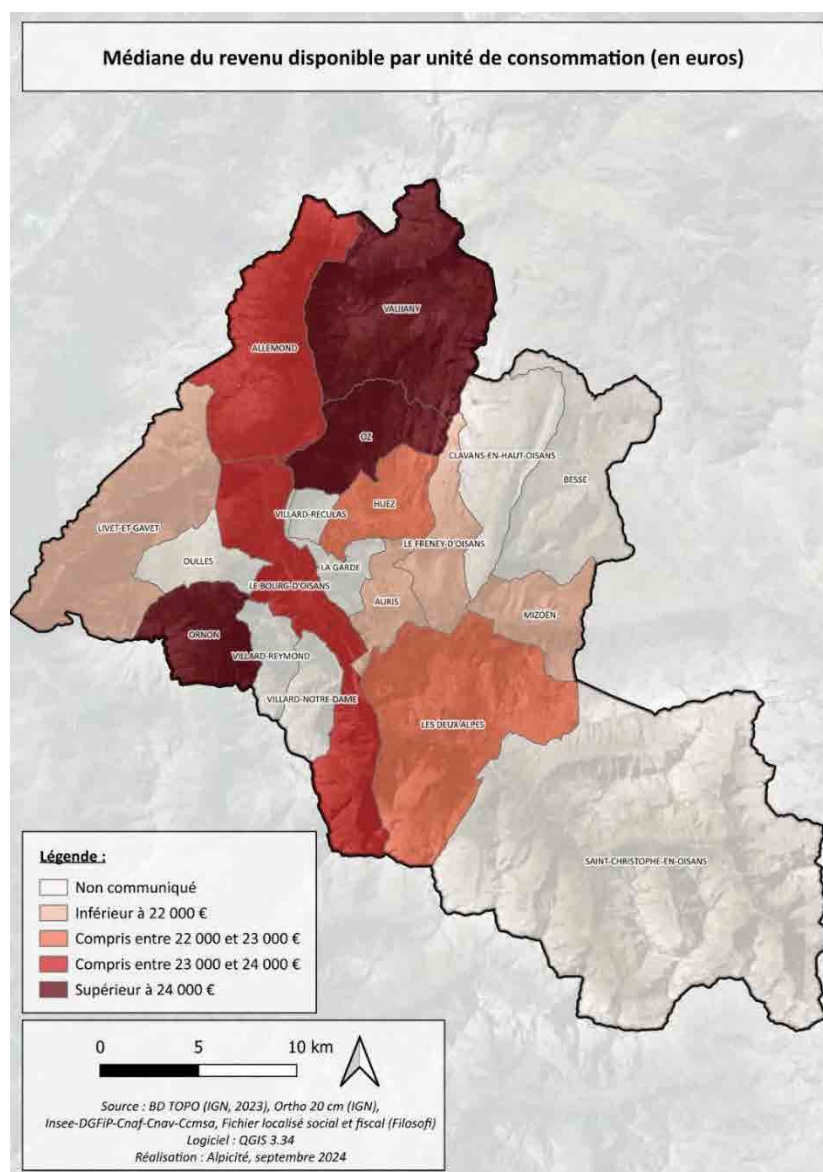 Médiane du revenu disponible par unité de consommation (en euros)
VAUJANY
ALLEMOND
OZ
CLAVANS-EN-HAUT-OISANS
BESSE
HUEZ
VILLARD-RECULAS
LIVET-ET-GAVET
LE FRENEY-D'OISANS
OULLES
LA GARDE
LE BOURG-D'OISANS
AURIS
MIZOËN
ORNON
VILLARD-REYMOND
VILLARD-NOTRE-DAME
LES DEUX ALPES
SAINT-CHRISTOPHE-EN-OISANS
Légende :
Non communiqué
Inférieur à 22 000 €
Compris entre 22 000 et 23 000 €
Compris entre 23 000 et 24 000 €
Supérieur à 24 000 €
0 5 10 km
Source : BD TOPO (IGN, 2023), Ortho 20 cm (IGN),
Insee-DGFiP-Cnaf-Cnav-Ccmsa, Fichier localisé social et fiscal (Filosofi)
Logiciel : QGIS 3.34
Réalisation : Alpicité, septembre 2024